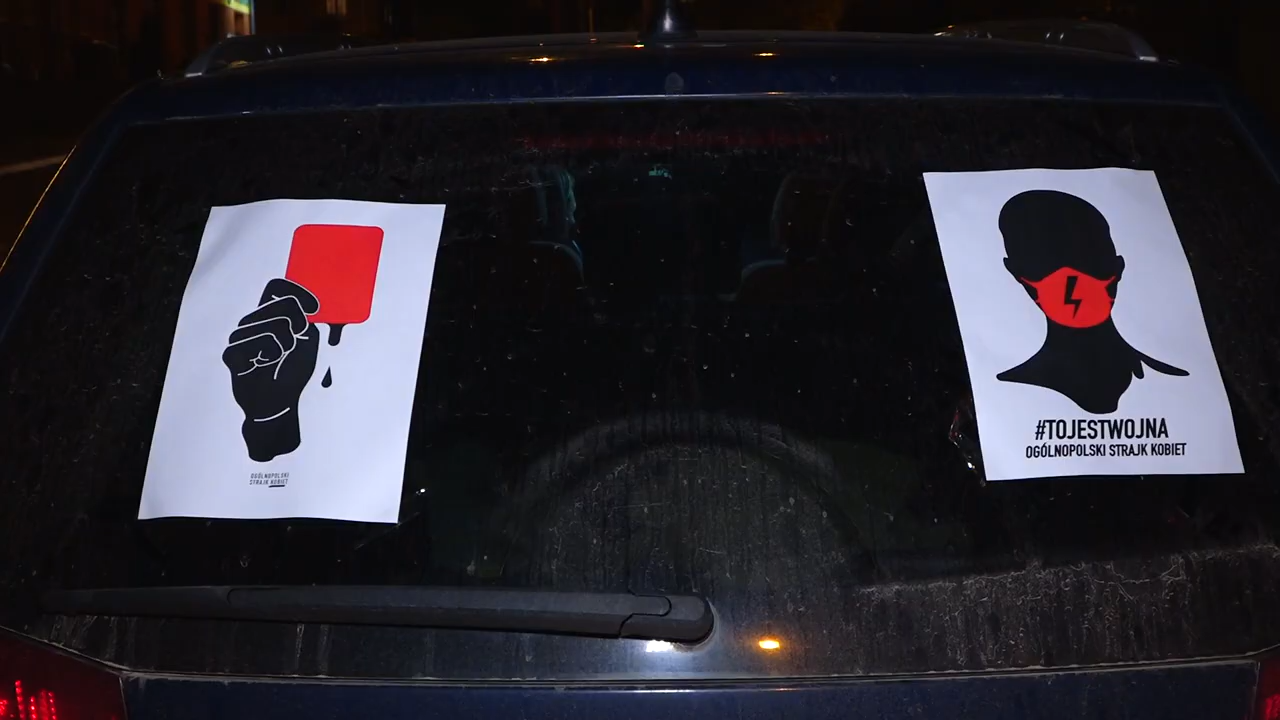 OGÓLNOPOLSKI
STRAJK KOBIET
#TOJESTWOJNA
OGÓLNOPOLSKI STRAJK KOBIET